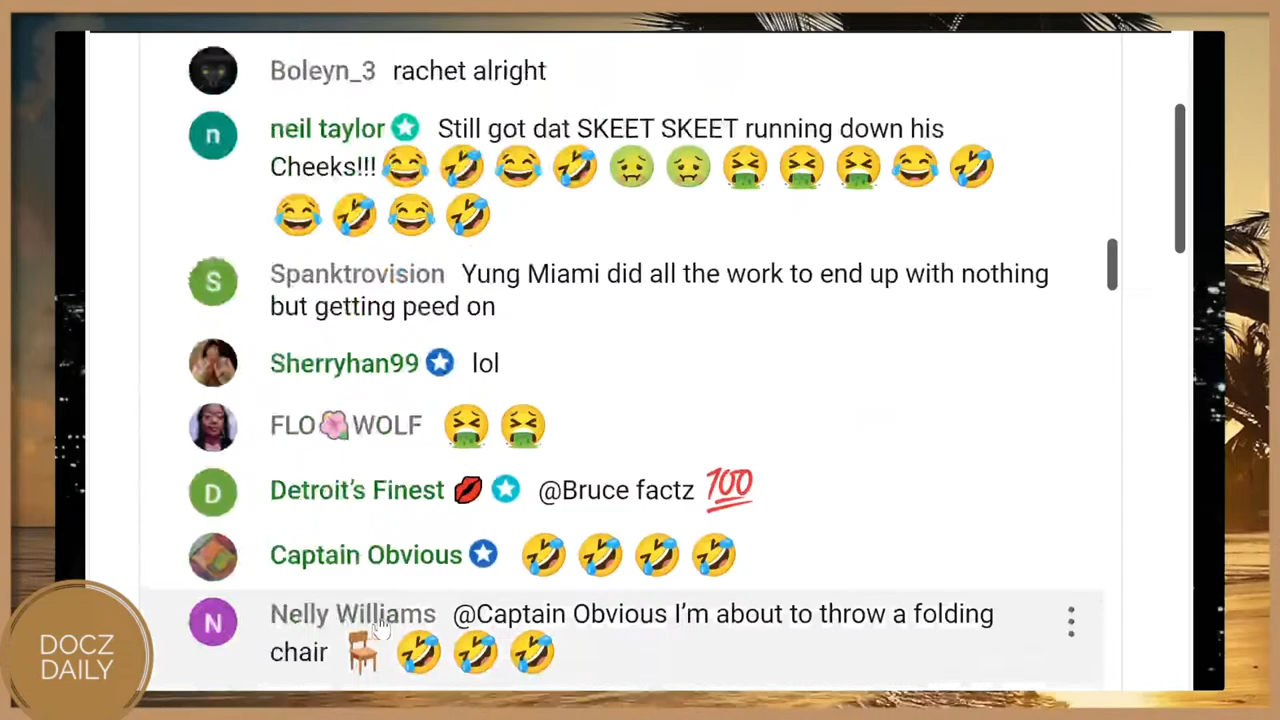 Boleyn_3 rachet alright
n neil taylor Still got dat SKEET SKEET running down his
Cheeks!!! 😂🤣😂🤣🤢🤢🤮🤮🤮😂🤣
😂🤣😂🤣
S Spanktrovision Yung Miami did all the work to end up with nothing
but getting peed on
Sherryhan99 lol
FLO🌺WOLF 🤮🤮
D Detroit’s Finest 💋 @Bruce factz 💯
Captain Obvious 🤣🤣🤣🤣
N Nelly Williams @Captain Obvious I’m about to throw a folding
chair 🪑🤣🤣🤣
DOCZ
DAILY